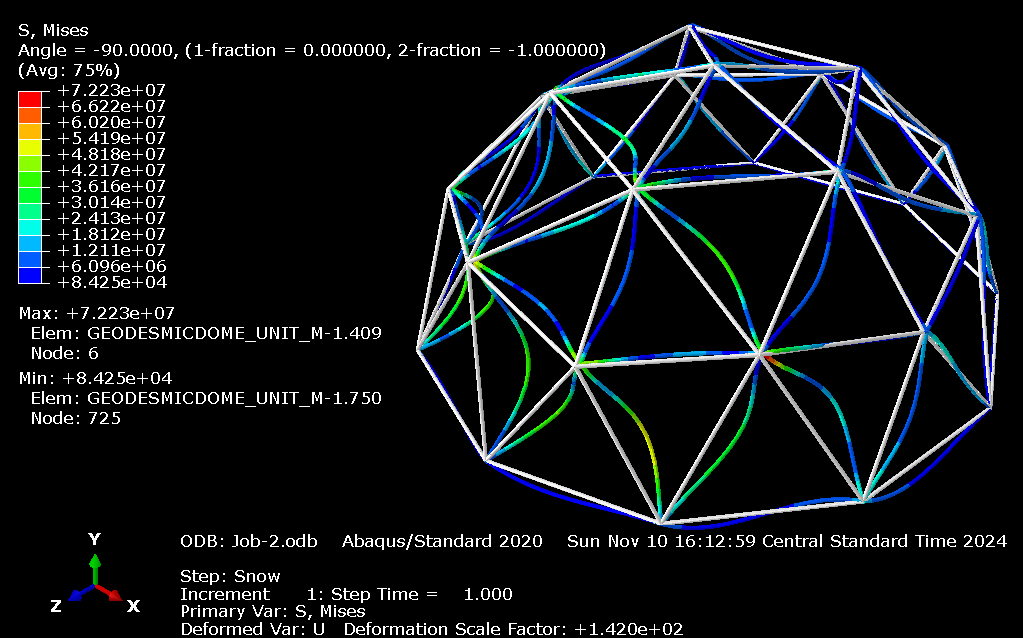 S, Mises
Angle = -90.0000, (1-fraction = 0.000000, 2-fraction = -1.000000)
(Avg: 75%)
+7.223e+07
+6.622e+07
+6.020e+07
+5.419e+07
+4.818e+07
+4.217e+07
+3.616e+07
+3.014e+07
+2.413e+07
+1.812e+07
+1.211e+07
+6.096e+06
+8.425e+04
Max: +7.223e+07
Elem: GEODESMICDOME_UNIT_M-1.409
Node: 6
Min: +8.425e+04
Elem: GEODESMICDOME_UNIT_M-1.750
Node: 725
Y
Z X
ODB: Job-2.odb Abaqus/Standard 2020 Sun Nov 10 16:12:59 Central Standard Time 2024
Step: Snow
Increment 1: Step Time = 1.000
Primary Var: S, Mises
Deformed Var: U Deformation Scale Factor: +1.420e+02